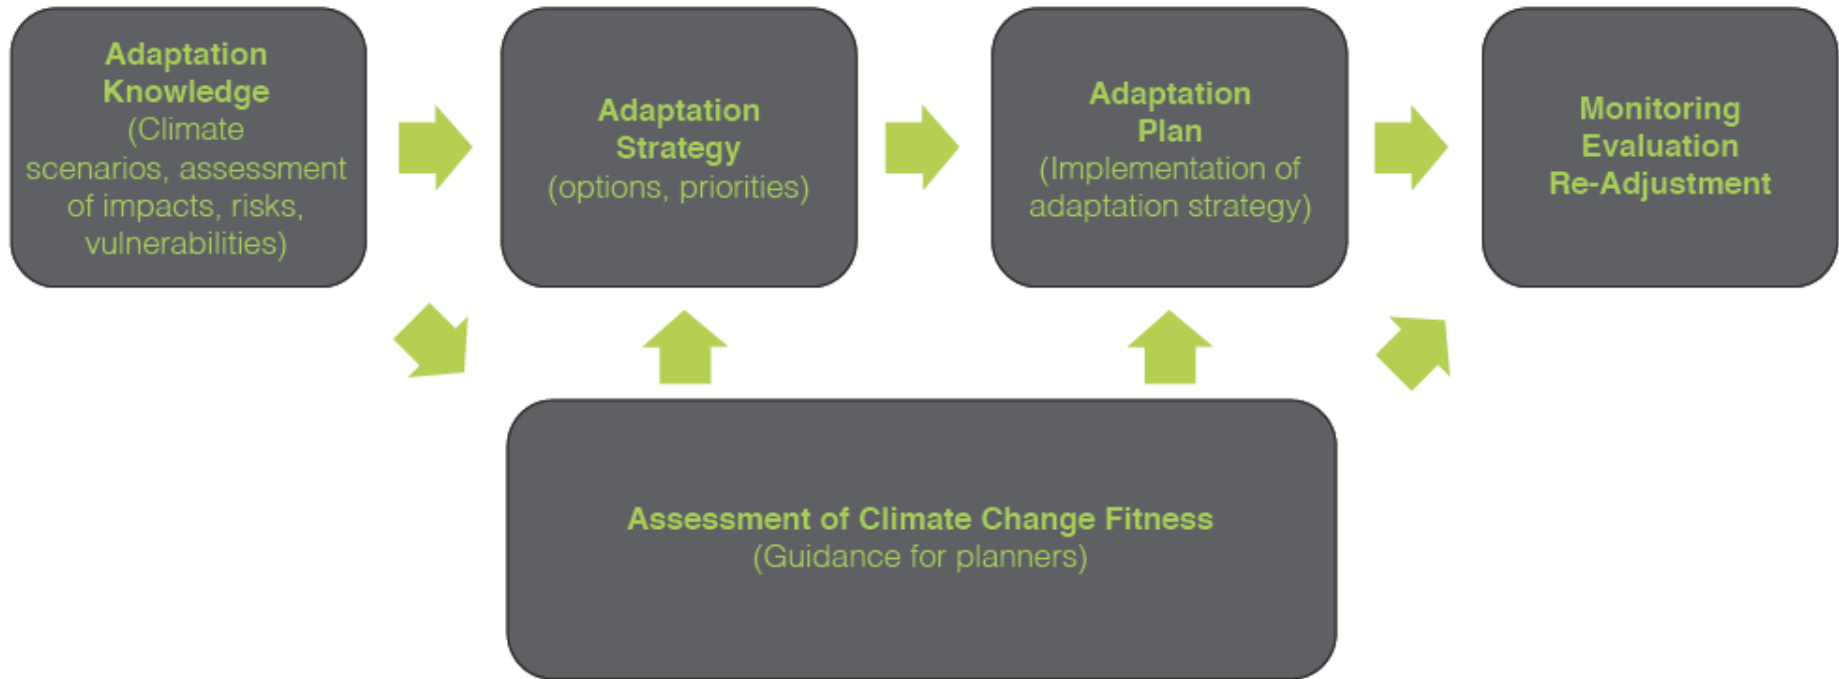 Adaptation
Knowledge
(Climate
scenarios, assessment
of impacts, risks,
vulnerabilities)
Adaptation
Strategy
(options, priorities)
Adaptation
Plan
(Implementation of
adaptation strategy)
Monitoring
Evaluation
Re-Adjustment
Assessment of Climate Change Fitness
(Guidance for planners)